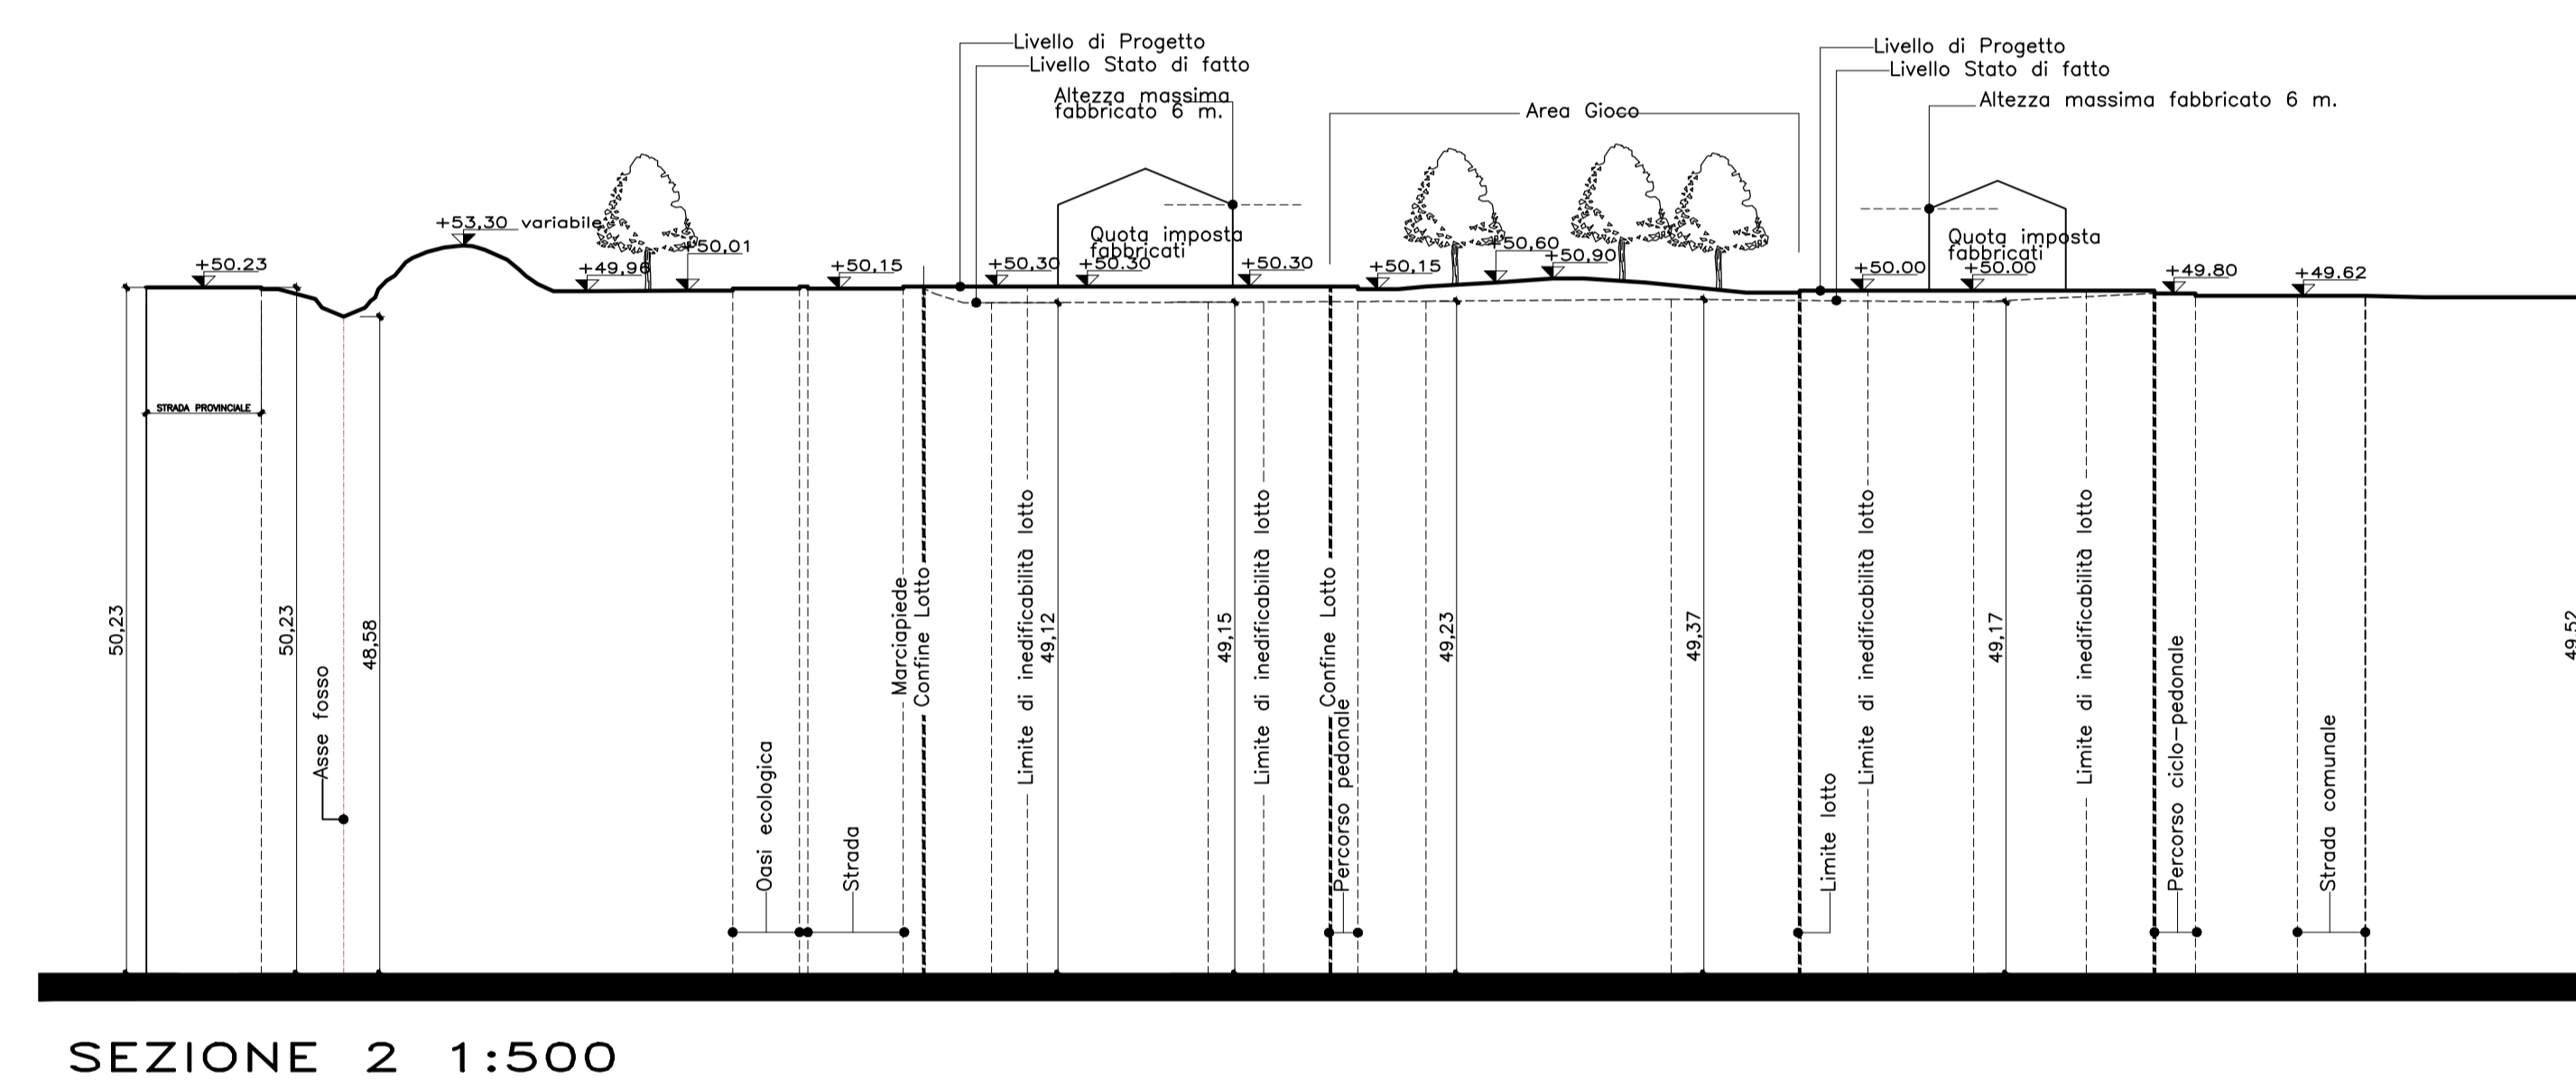 Livello di Progetto
Livello Stato di fatto
Altezza massima
fabbricato 6 m.
Area Gioco
Livello di Progetto
Livello Stato di fatto
Altezza massima fabbricato 6 m.
+50.23
+53,30 variabile
+49,96
+50,01
+50,15
+50,30
+50.30
Quota imposta
fabbricati
+50.30
+50,15
+50,60
+50,90
+50.00
+50.00
Quota imposta
fabbricati
+49.80
+49.62
STRADA PROVINCIALE
50,23
50,23
Asse fosso
48,58
Oasi ecologica
Strada
Marciapiede
Confine Lotto
Limite di inedificabilità lotto
49,12
49,15
Limite di inedificabilità lotto
Confine Lotto
Percorso pedonale
49,23
49,37
Limite lotto
Limite di inedificabilità lotto
49,17
Limite di inedificabilità lotto
Percorso ciclo-pedonale
Strada comunale
49,52
SEZIONE 2 1:500